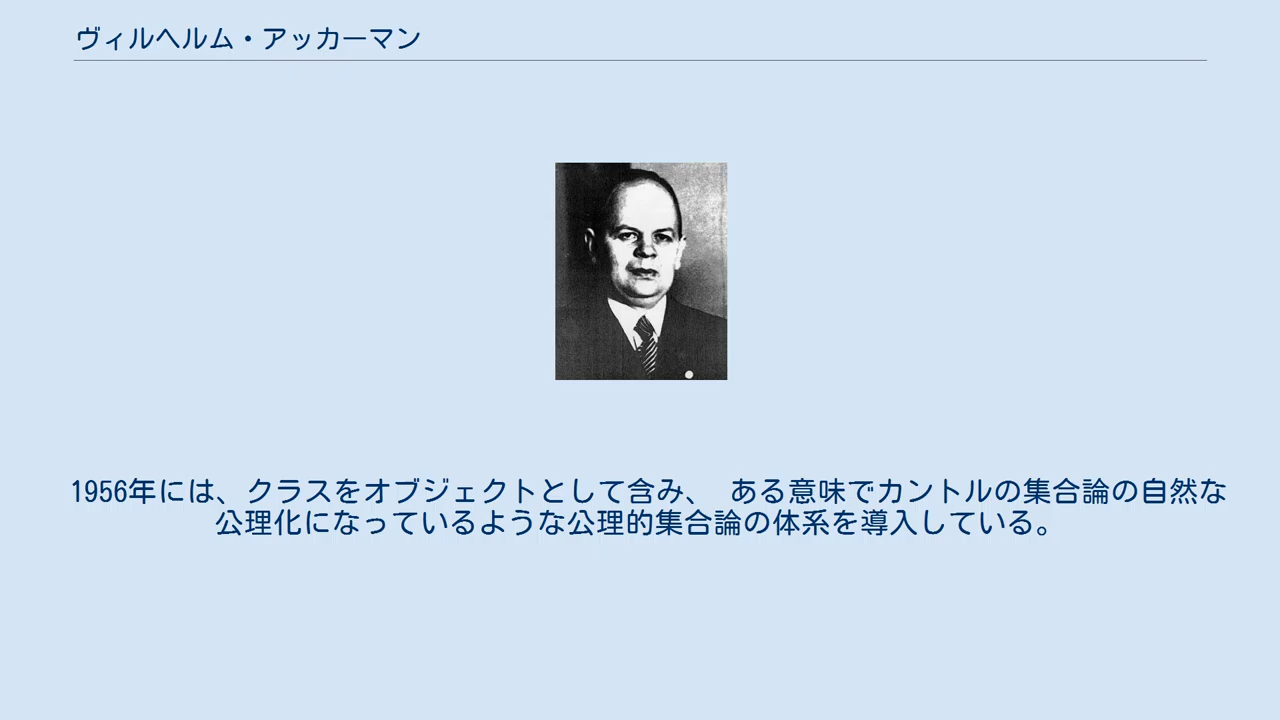 ヴィルヘルム・アッカーマン
1956年には、クラスをオブジェクトとして含み、 ある意味でカントルの集合論の自然な
公理化になっているような公理的集合論の体系を導入している。